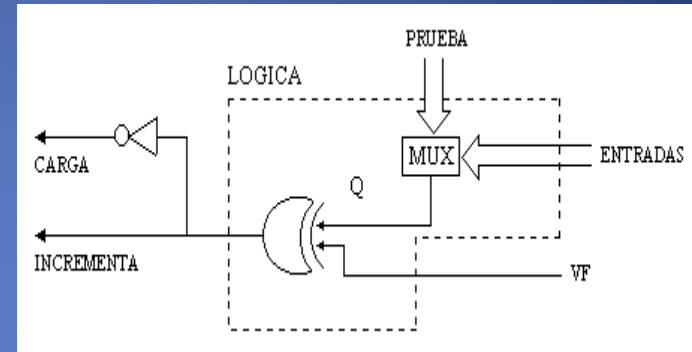 PRUEBA
LOGICA
MUX
ENTRADAS
CARGA
Q
INCREMENTA
VF